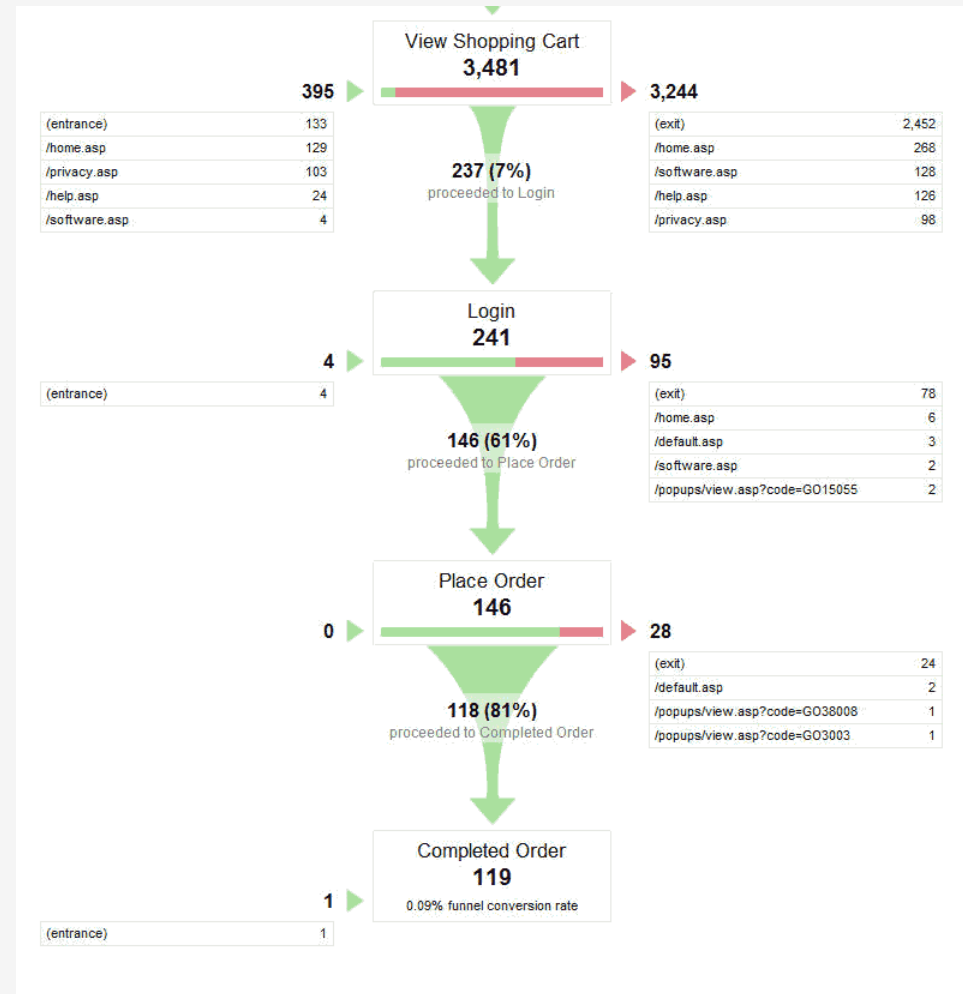 View Shopping Cart
3,481
395
3,244
(entrance) 133
/home.asp 129
/privacy.asp 103
/help.asp 24
/software.asp 4
(exit) 2,452
/home.asp 268
/software.asp 128
/help.asp 126
/privacy.asp 98
237 (7%)
proceeded to Login
Login
241
4
95
(entrance) 4
(exit) 78
/home.asp 6
/default.asp 3
/software.asp 2
/popups/view.asp?code=GO15055 2
146 (61%)
proceeded to Place Order
Place Order
146
0
28
(exit) 24
/default.asp 2
/popups/view.asp?code=GO38008 1
/popups/view.asp?code=GO3003 1
118 (81%)
proceeded to Completed Order
Completed Order
119
0.09% funnel conversion rate
1
(entrance) 1